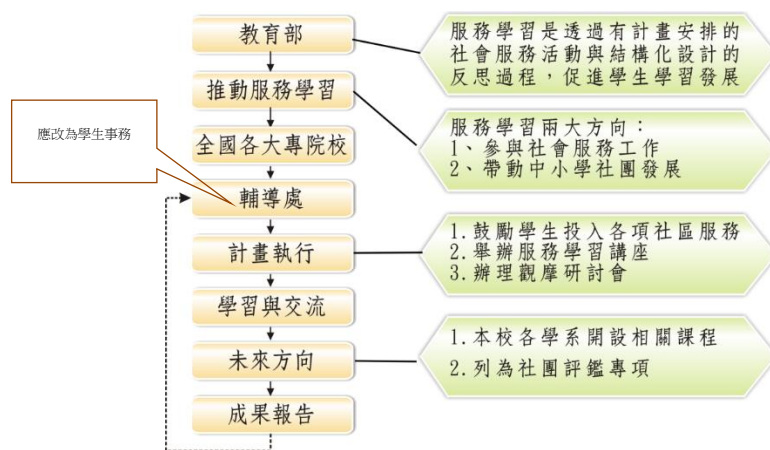 教育部
推動服務學習
全國各大專院校
輔導處
計畫執行
學習與交流
未來方向
成果報告
應改為學生事務
服務學習是透過有計畫安排的
社會服務活動與結構化設計的
反思過程，促進學生學習發展
服務學習兩大方向：
1、參與社會服務工作
2、帶動中小學社團發展
1.鼓勵學生投入各項社區服務
2.舉辦服務學習講座
3.辦理觀摩研討會
1.本校各學系開設相關課程
2.列為社團評鑑專項